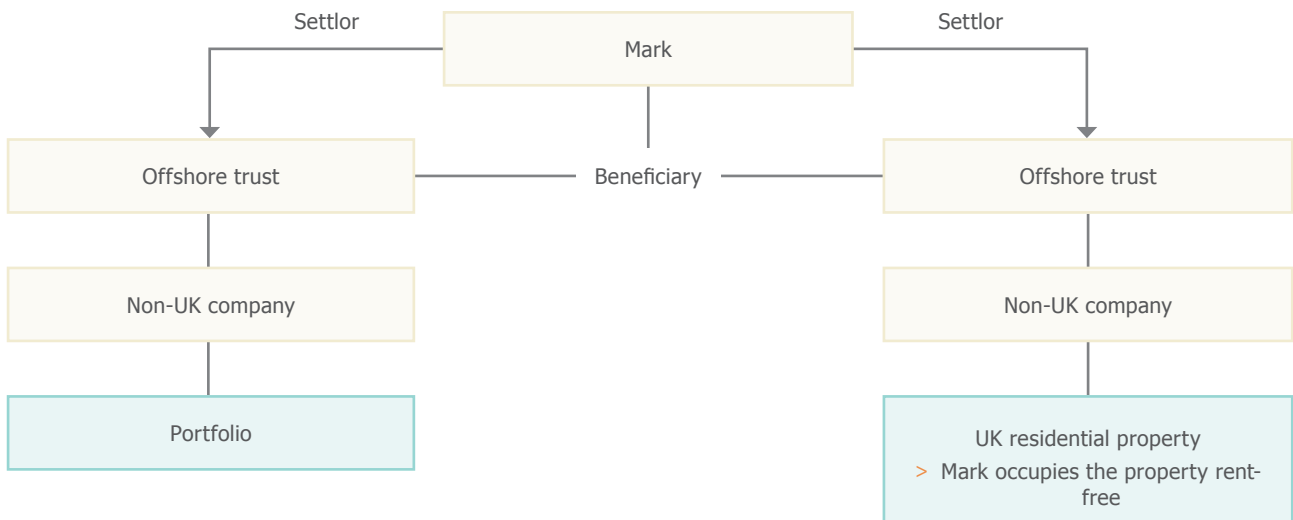 Settlor
Settlor
Mark
Offshore trust
Beneficiary
Offshore trust
Non-UK company
Non-UK company
Portfolio
UK residential property
> Mark occupies the property rent-
free